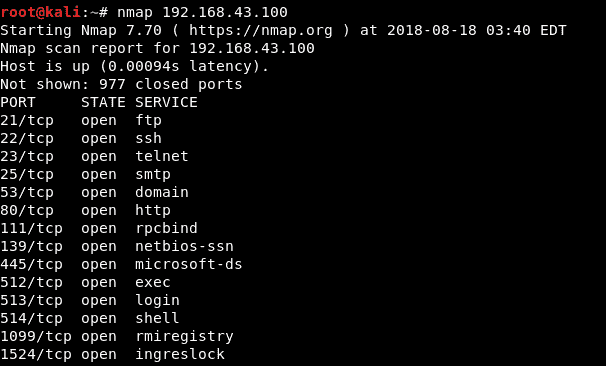 root@kali:~# nmap 192.168.43.100
Starting Nmap 7.70 ( https://nmap.org ) at 2018-08-18 03:40 EDT
Nmap scan report for 192.168.43.100
Host is up (0.00094s latency).
Not shown: 977 closed ports
PORT     STATE SERVICE
21/tcp   open  ftp
22/tcp   open  ssh
23/tcp   open  telnet
25/tcp   open  smtp
53/tcp   open  domain
80/tcp   open  http
111/tcp  open  rpcbind
139/tcp  open  netbios-ssn
445/tcp  open  microsoft-ds
512/tcp  open  exec
513/tcp  open  login
514/tcp  open  shell
1099/tcp open  rmiregistry
1524/tcp open  ingreslock